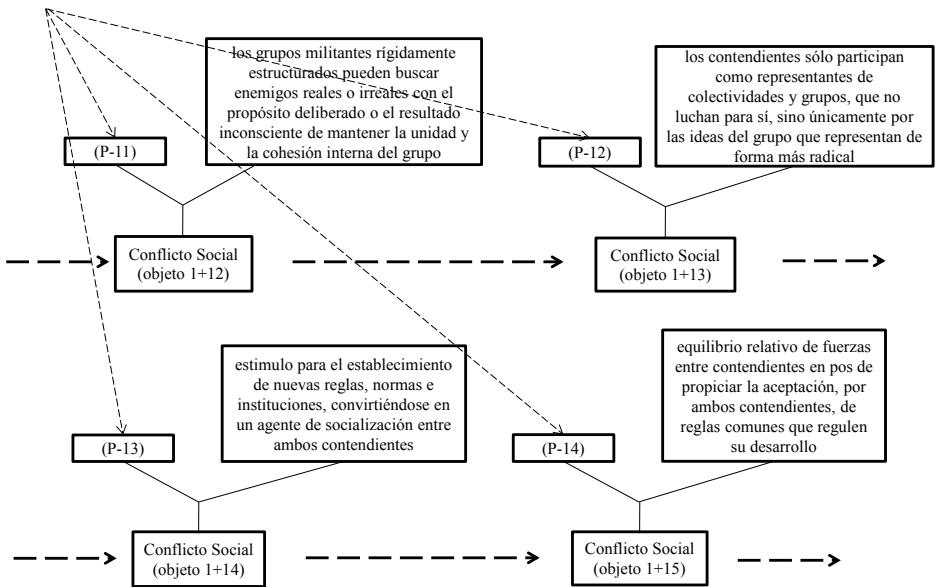 los grupos militantes rígidamente
estructurados pueden buscar
enemigos reales o irreales con el
propósito deliberado o el resultado
inconsciente de mantener la unidad y
la cohesión interna del grupo
(P-11)
Conflicto Social
(objeto 1+12)
los contendientes sólo participan
como representantes de
colectividades y grupos, que no
luchan para sí, sino únicamente por
las ideas del grupo que representan de
forma más radical
(P-12)
Conflicto Social
(objeto 1+13)
estimulo para el establecimiento
de nuevas reglas, normas e
instituciones, convirtiéndose en
un agente de socialización entre
ambos contendientes
(P-13)
Conflicto Social
(objeto 1+14)
equilibrio relativo de fuerzas
entre contendientes en pos de
propiciar la aceptación, por
ambos contendientes, de
reglas comunes que regulen
su desarrollo
(P-14)
Conflicto Social
(objeto 1+15)